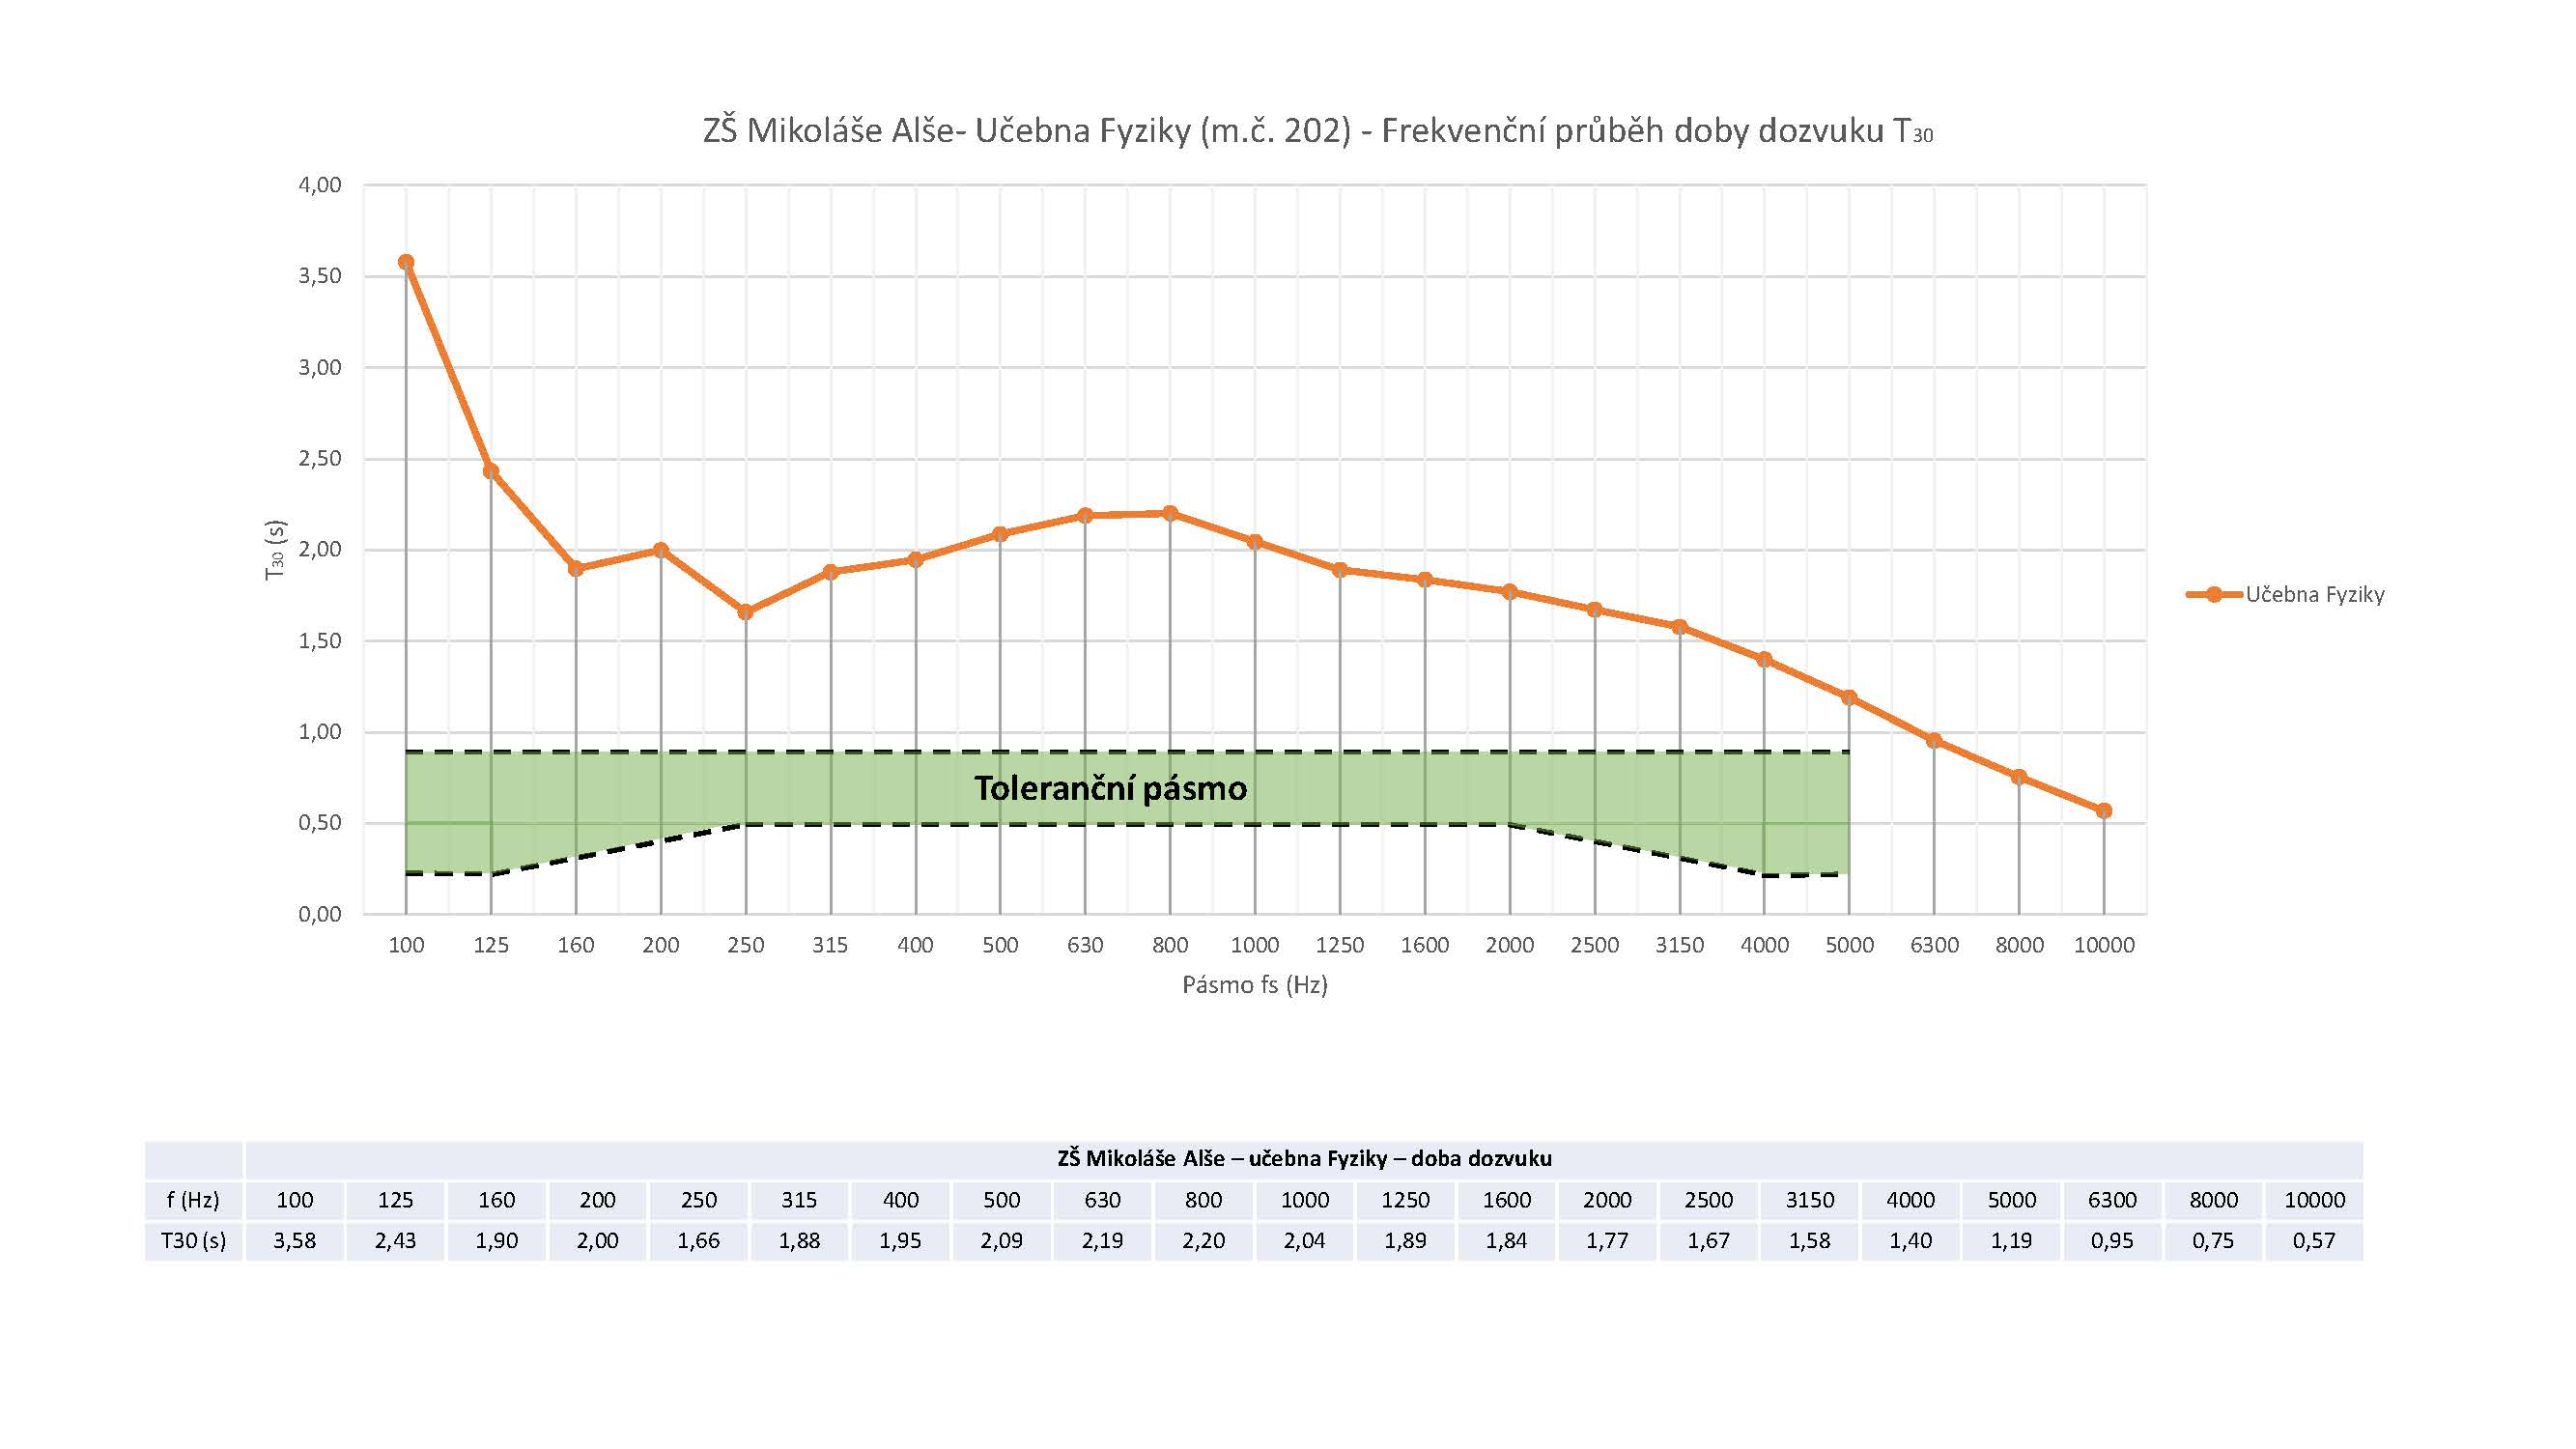 ZŠ Mikoláše Alše- Učebna Fyziky (m.č. 202) - Frekvenční průběh doby dozvuku T30
4,00
3,50
3,00
2,50
2,00
1,50
1,00
0,50
0,00
T30 (s)
Toleranční pásmo
Učebna Fyziky
100 125 160 200 250 315 400 500 630 800 1000 1250 1600 2000 2500 3150 4000 5000 6300 8000 10000
Pásmo fs (Hz)
ZŠ Mikoláše Alše – učebna Fyziky – doba dozvuku
f (Hz) 100 125 160 200 250 315 400 500 630 800 1000 1250 1600 2000 2500 3150 4000 5000 6300 8000 10000
T30 (s) 3,58 2,43 1,90 2,00 1,66 1,88 1,95 2,09 2,19 2,20 2,04 1,89 1,84 1,77 1,67 1,58 1,40 1,19 0,95 0,75 0,57